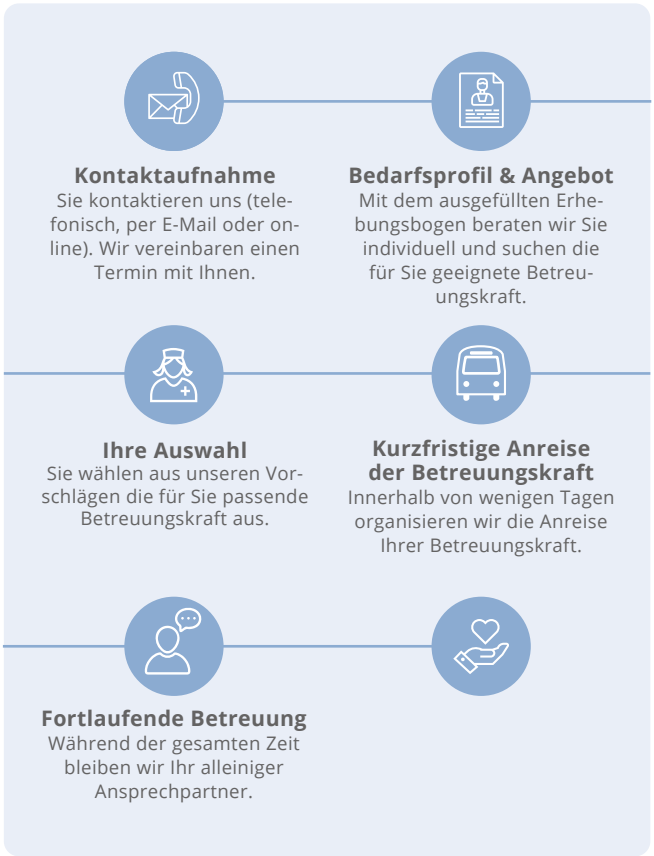 Kontaktaufnahme
Sie kontaktieren uns (tele-
fonisch, per E-Mail oder on-
line). Wir vereinbaren einen
Termin mit Ihnen.
Bedarfsprofil & Angebot
Mit dem ausgefüllten Erhe-
bungsbogen beraten wir Sie
individuell und suchen die
für Sie geeignete Betreu-
ungskraft.
Ihre Auswahl
Sie wählen aus unseren Vor-
schlägen die für Sie passende
Betreuungskraft aus.
Kurzfristige Anreise
der Betreuungskraft
Innerhalb von wenigen Tagen
organisieren wir die Anreise
Ihrer Betreuungskraft.
Fortlaufende Betreuung
Während der gesamten Zeit
bleiben wir Ihr alleiniger
Ansprechpartner.